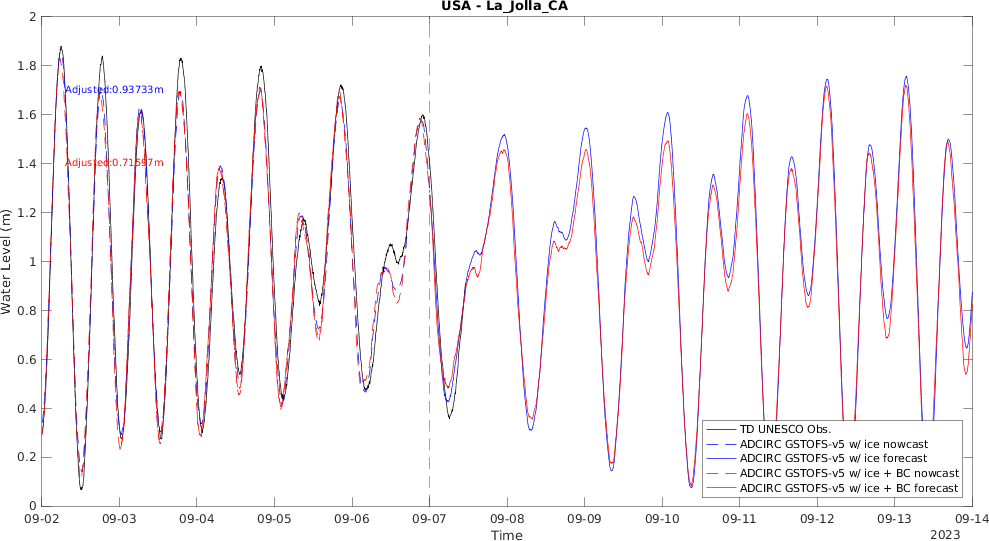 USA - La_Jolla_CA
2
1.8
1.6
1.4
1.2
1
0.8
0.6
0.4
0.2
0
Water Level (m)
Adjusted:0.93733m
Adjusted:0.71597m
TD UNESCO Obs.
ADCIRC GSTOFS-v5 w/ ice nowcast
ADCIRC GSTOFS-v5 w/ ice forecast
ADCIRC GSTOFS-v5 w/ ice + BC nowcast
ADCIRC GSTOFS-v5 w/ ice + BC forecast
09-02 09-03 09-04 09-05 09-06 09-07 09-08 09-09 09-10 09-11 09-12 09-13 09-14
Time
2023